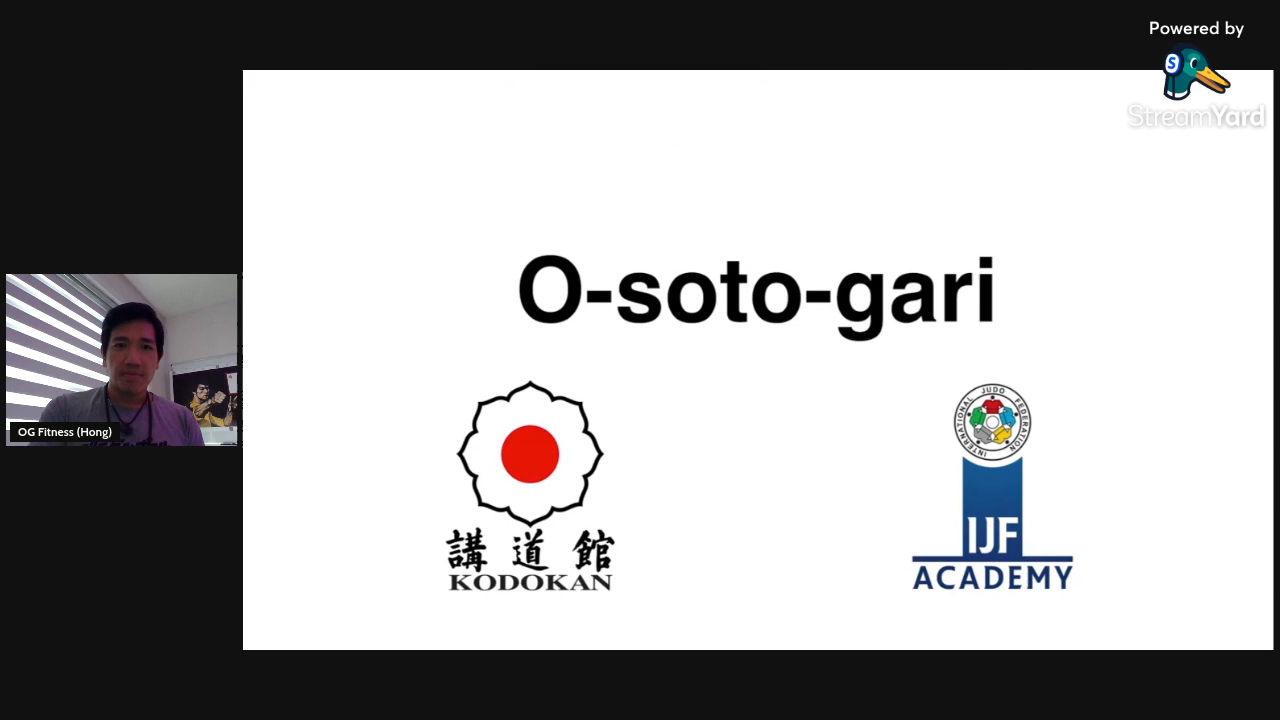 Powered by
S
StreamYard
O-soto-gari
OG Fitness (Hong)
講道館
KODOKAN
INTERNATIONAL JUDO FEDERATION
IJF
ACADEMY